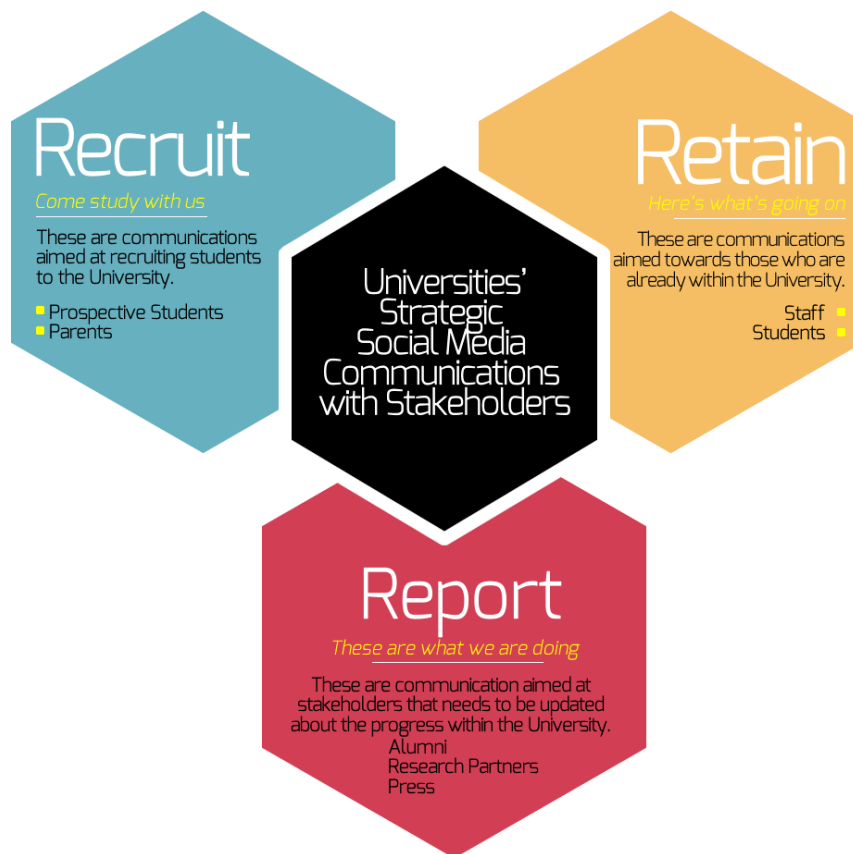 Recruit
Come study with us
These are communications
aimed at recruiting students
to the University.
Prospective Students
Parents
Retain
Here's what's going on
These are communications
aimed towards those who are
already within the University.
Staff
Students
Universities'
Strategic
Social Media
Communications
with Stakeholders
Report
These are what we are doing
These are communication aimed at
stakeholders that needs to be updated
about the progress within the University.
Alumni
Research Partners
Press